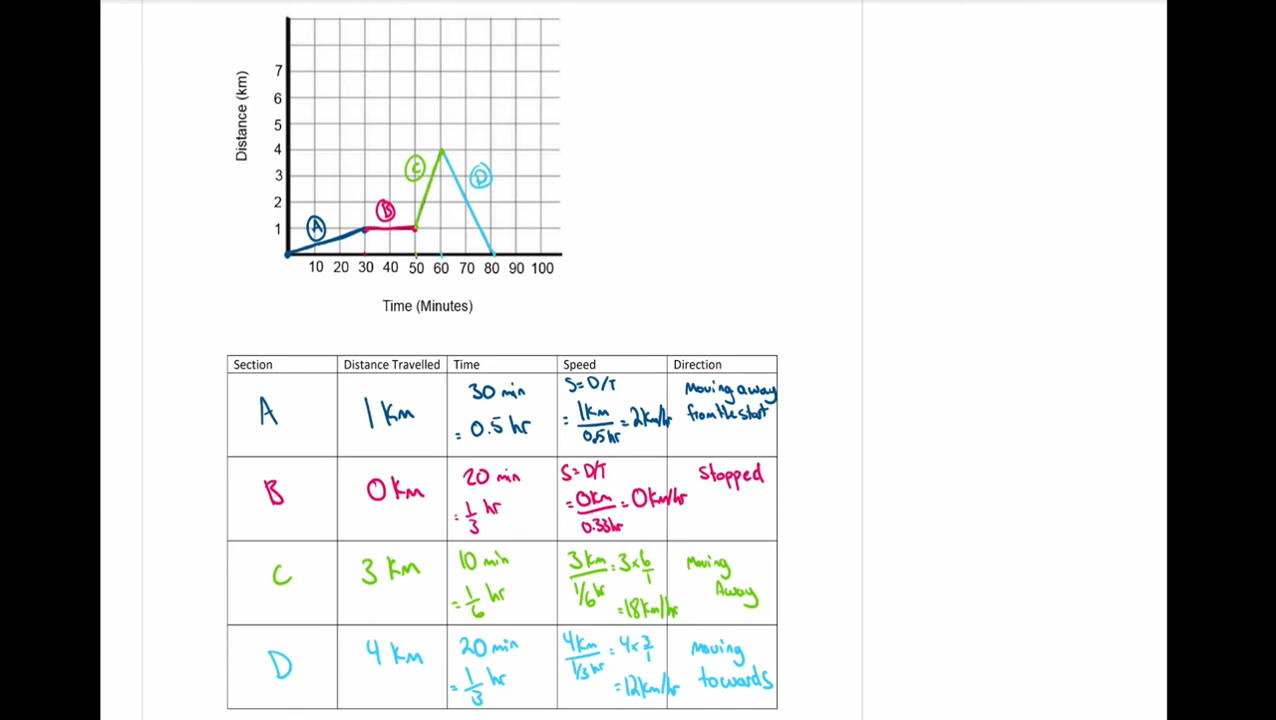 Distance (km)
7
6
5
4
3
2
1
A
B
C
D
10 20 30 40 50 60 70 80 90 100
Time (Minutes)
Section Distance Travelled Time Speed Direction
A
1 km
30 min
= 0.5 hr
S = D/T
= 1km/0.5hr = 2km/hr
Moving away
from the start
B
0 km
20 min
= 1/3 hr
S = D/T
= 0km/0.33hr = 0km/hr
Stopped
C
3 km
10 min
= 1/6 hr
3km/1/6hr = 3 x 6/1
= 18km/hr
Moving
Away
D
4 km
20 min
= 1/3 hr
4km/1/3hr = 4 x 3/1
= 12km/hr
Moving
towards